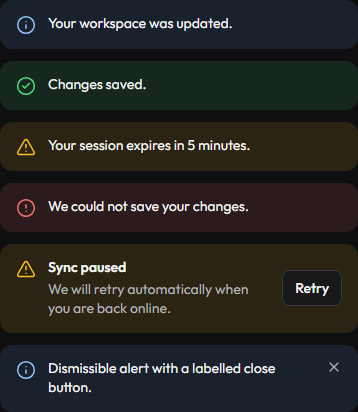 Your workspace was updated.
Changes saved.
Your session expires in 5 minutes.
We could not save your changes.
Sync paused
We will retry automatically when
you are back online.
Retry
Dismissible alert with a labelled close
button.